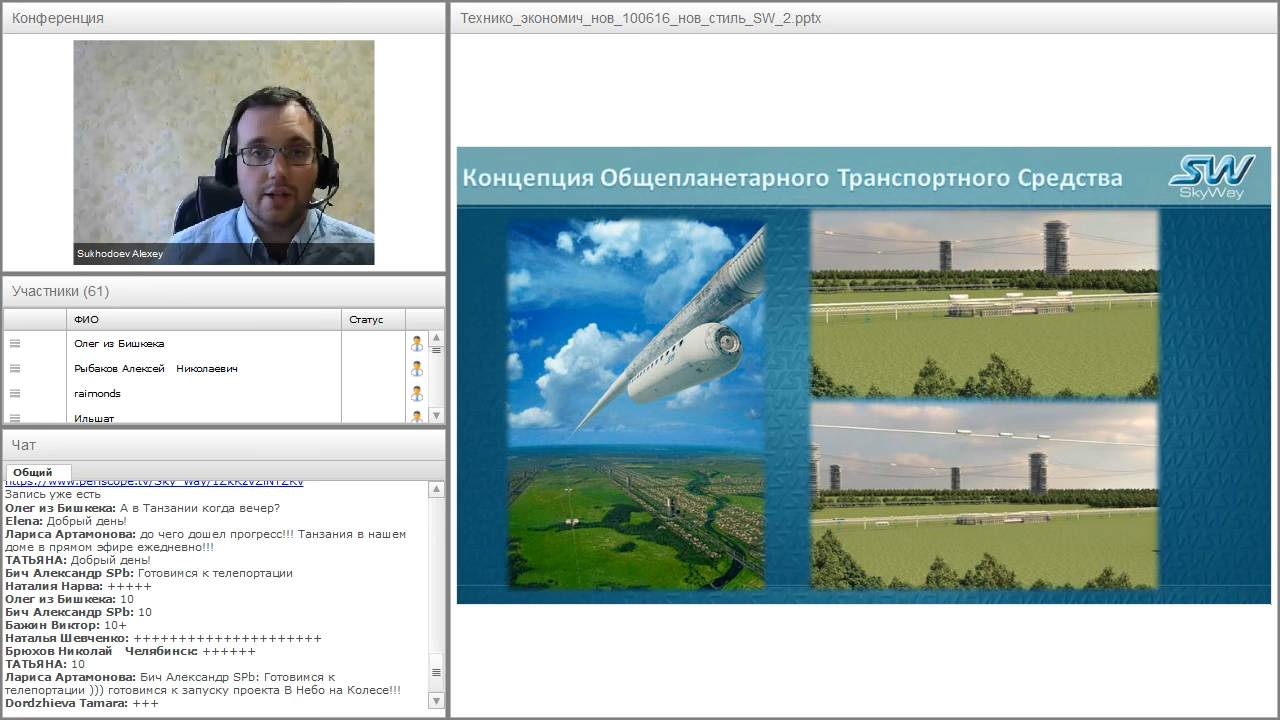 Конференция
Sukhodoev Alexey
Участники (61)
ФИО
Статус
Олег из Бишкека
Рыбаков Алексей Николаевич
raimonds
Ильшат
Чат
Общий
Запись уже есть
Олег из Бишкека: А в Танзании когда вечер?
Elena: Добрый день!
Лариса Артамонова: до чего дошел прогресс!!! Танзания в нашем
доме в прямом эфире ежедневно!!!
ТАТЬЯНА: Добрый день!
Бич Александр SPb: Готовимся к телепортации
Наталия Нарва: +++++
Олег из Бишкека: 10
Бич Александр SPb: 10
Бажин Виктор: 10+
Наталья Шевченко: +++++++++++++++++++++
Брюхов Николай Челябинск: ++++++
ТАТЬЯНА: 10
Лариса Артамонова: Бич Александр SPb: Готовимся к
телепортации ))) готовимся к запуску проекта В Небо на Колесе!!!
Dordzhieva Tamara: +++
Технико_экономич_нов_100616_нов_стиль_SW_2.pptx
Концепция Общепланетарного Транспортного Средства
SW
SkyWay